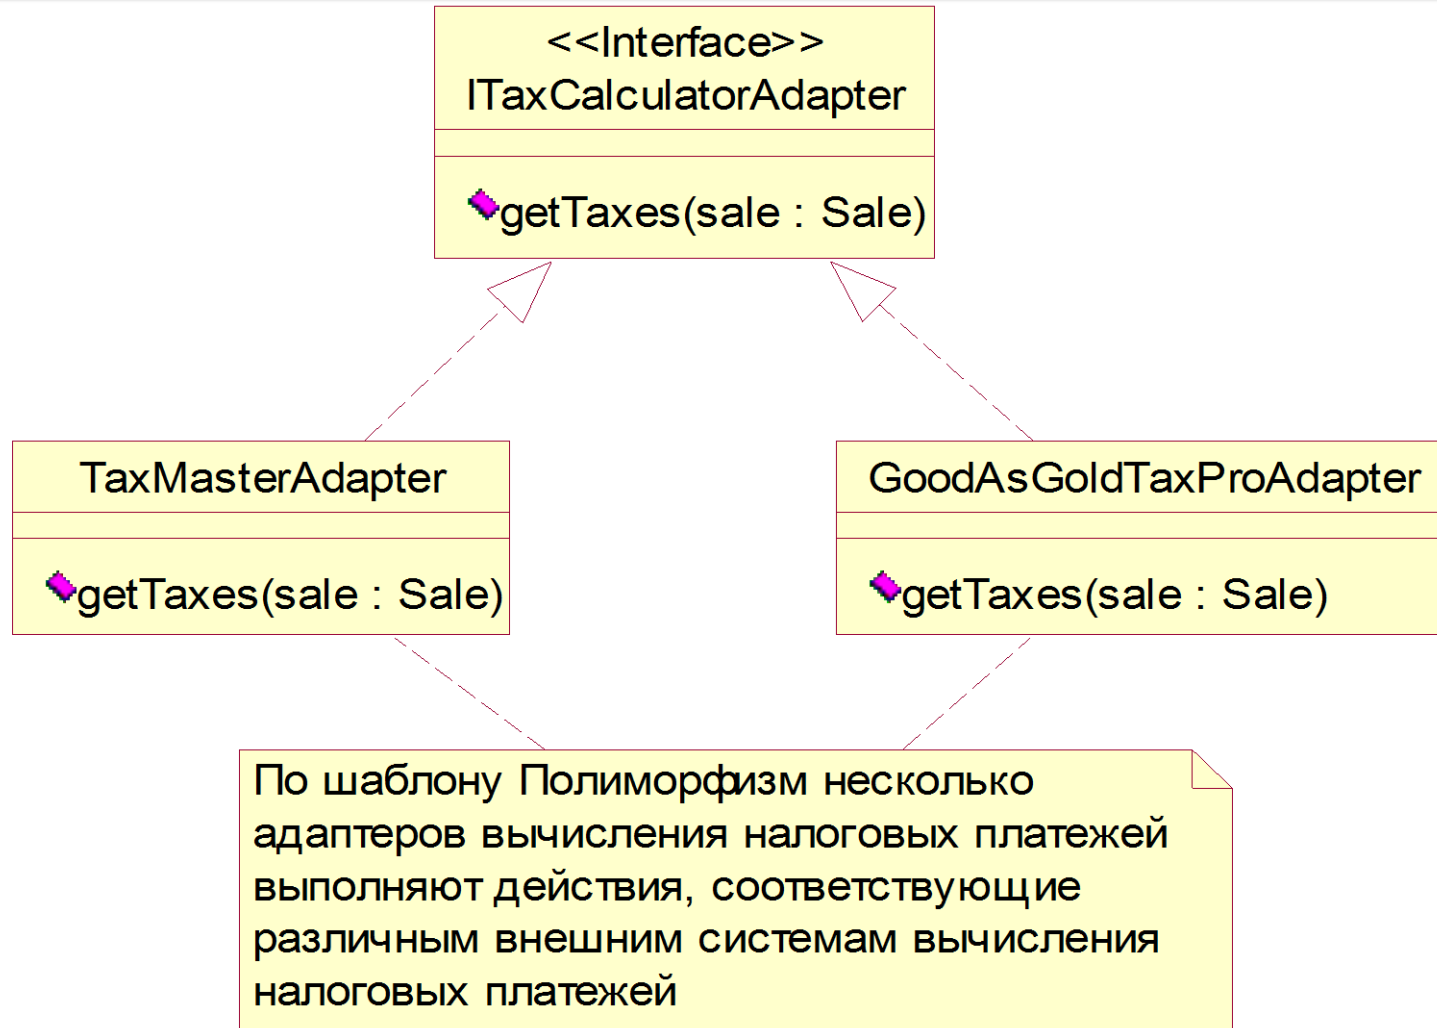 <<Interface>>
ITaxCalculatorAdapter
getTaxes(sale : Sale)
TaxMasterAdapter
getTaxes(sale : Sale)
GoodAsGoldTaxProAdapter
getTaxes(sale : Sale)
По шаблону Полиморфизм несколько
адаптеров вычисления налоговых платежей
выполняют действия, соответствующие
различным внешним системам вычисления
налоговых платежей